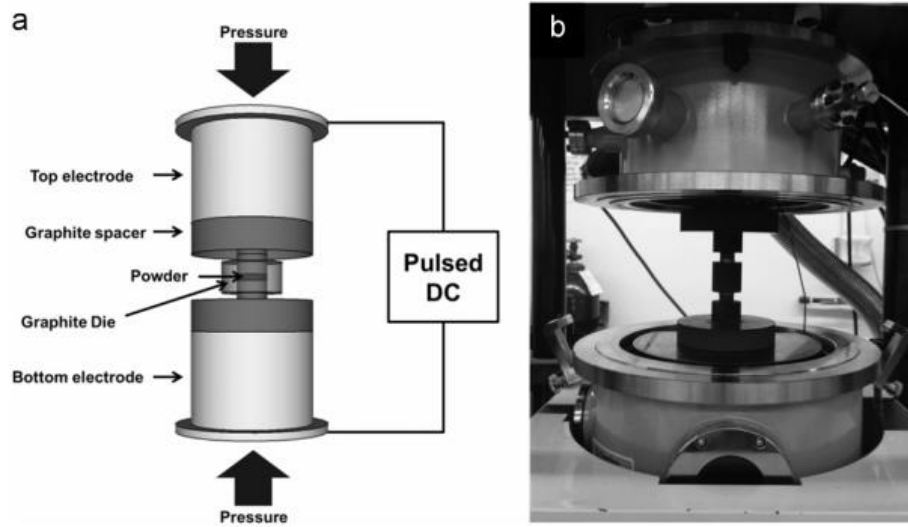 a
Pressure
Top electrode
Graphite spacer
Powder
Graphite Die
Bottom electrode
Pulsed
DC
Pressure
b